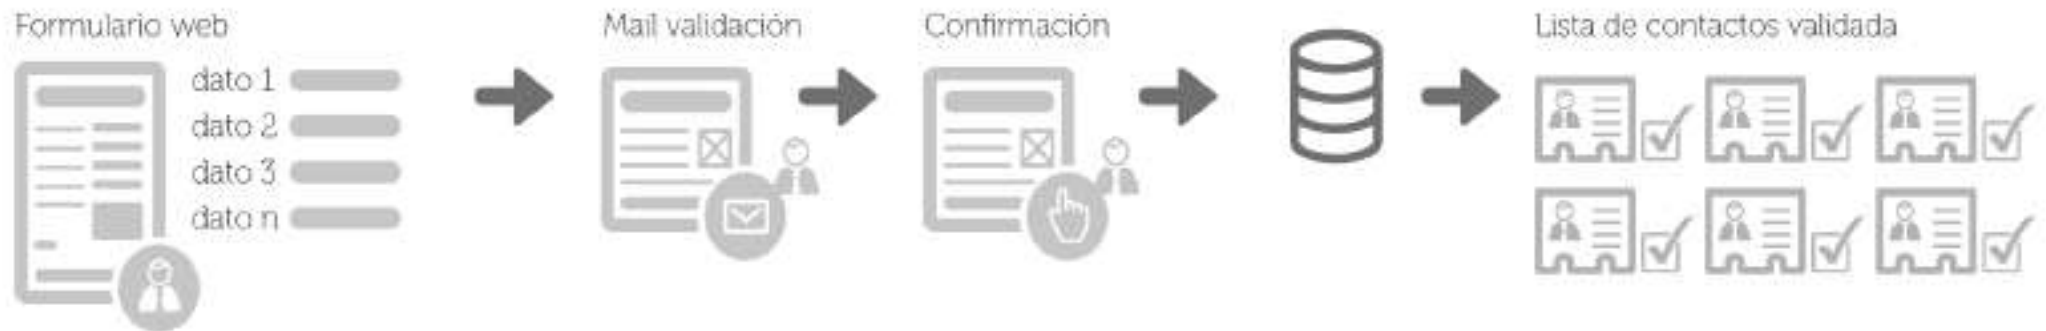 Formulario web
dato 1
dato 2
dato 3
dato n
Mail validación
Confirmación
Lista de contactos validada